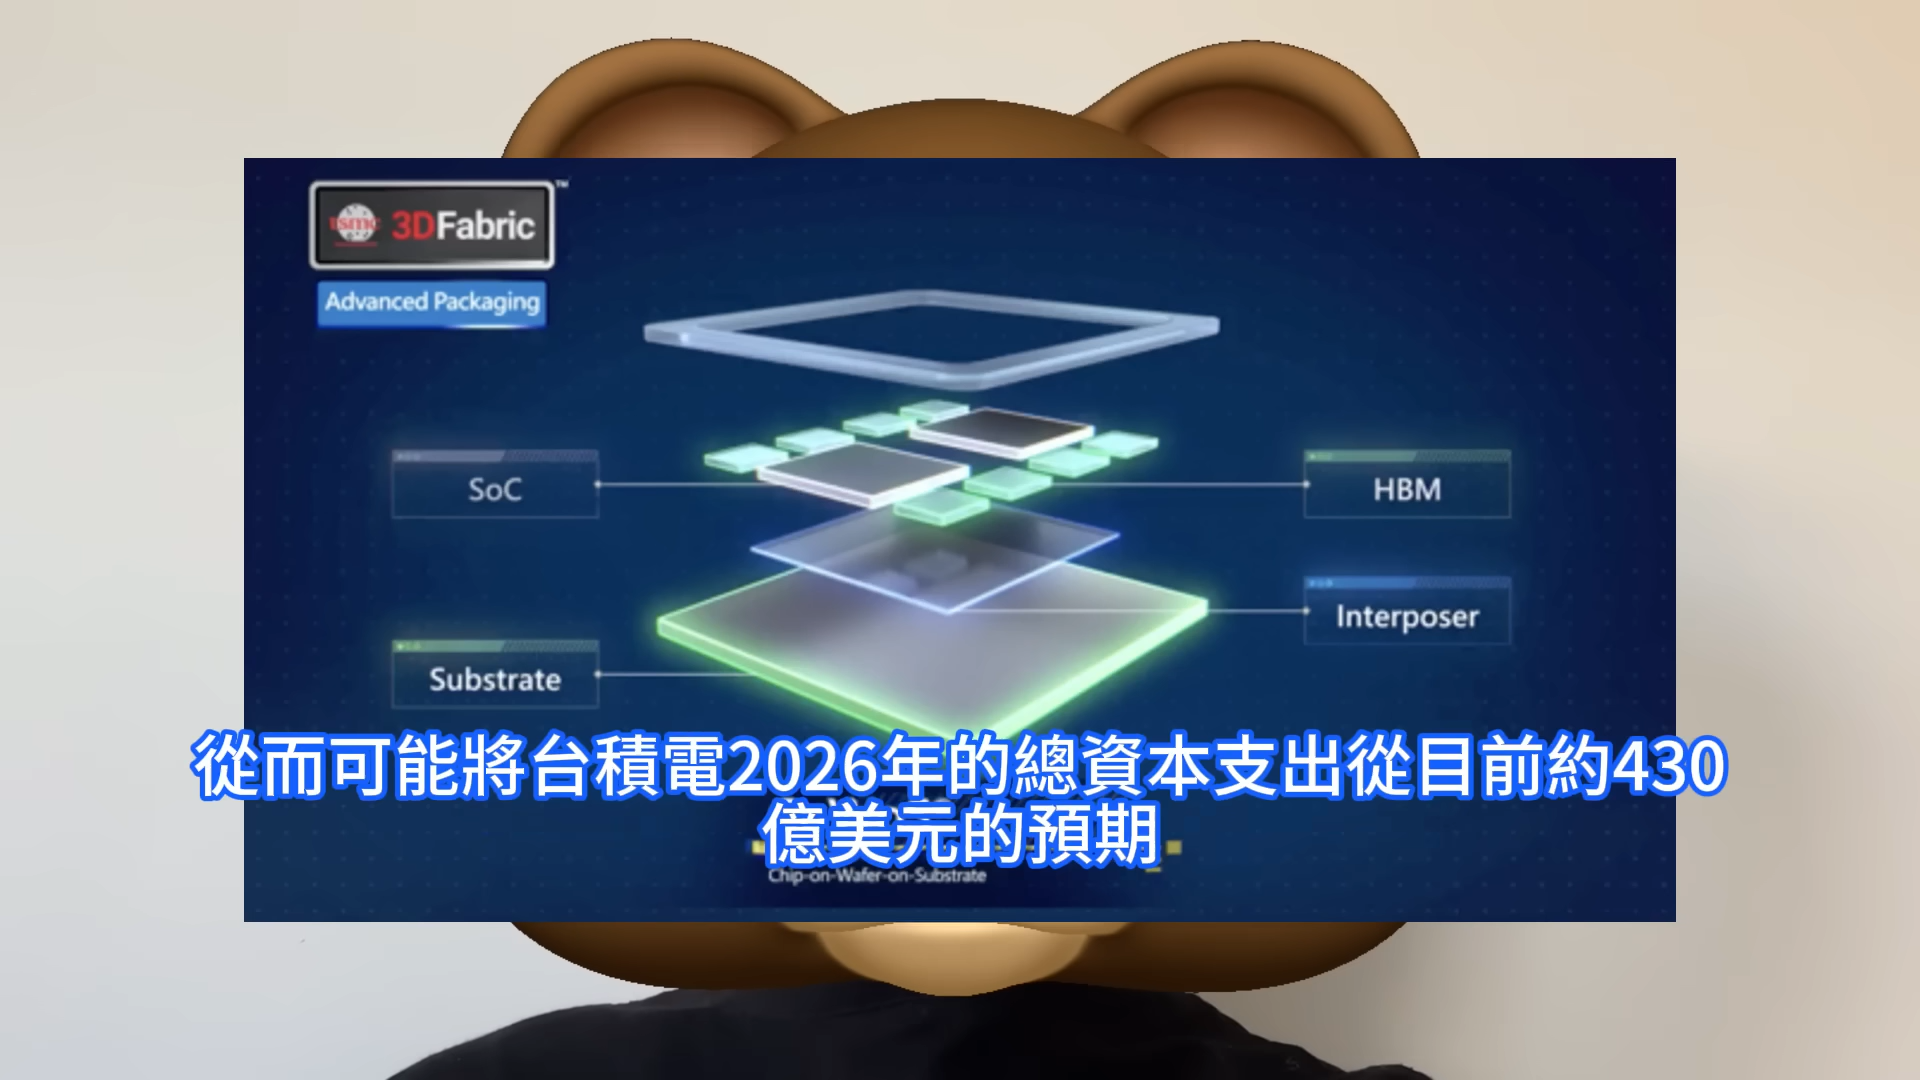 tsmc 3DFabric TM
Advanced Packaging
SoC
HBM
Interposer
Substrate
從而可能將台積電2026年的總資本支出從目前約430
億美元的預期
Chip-on-Wafer-on-Substrate